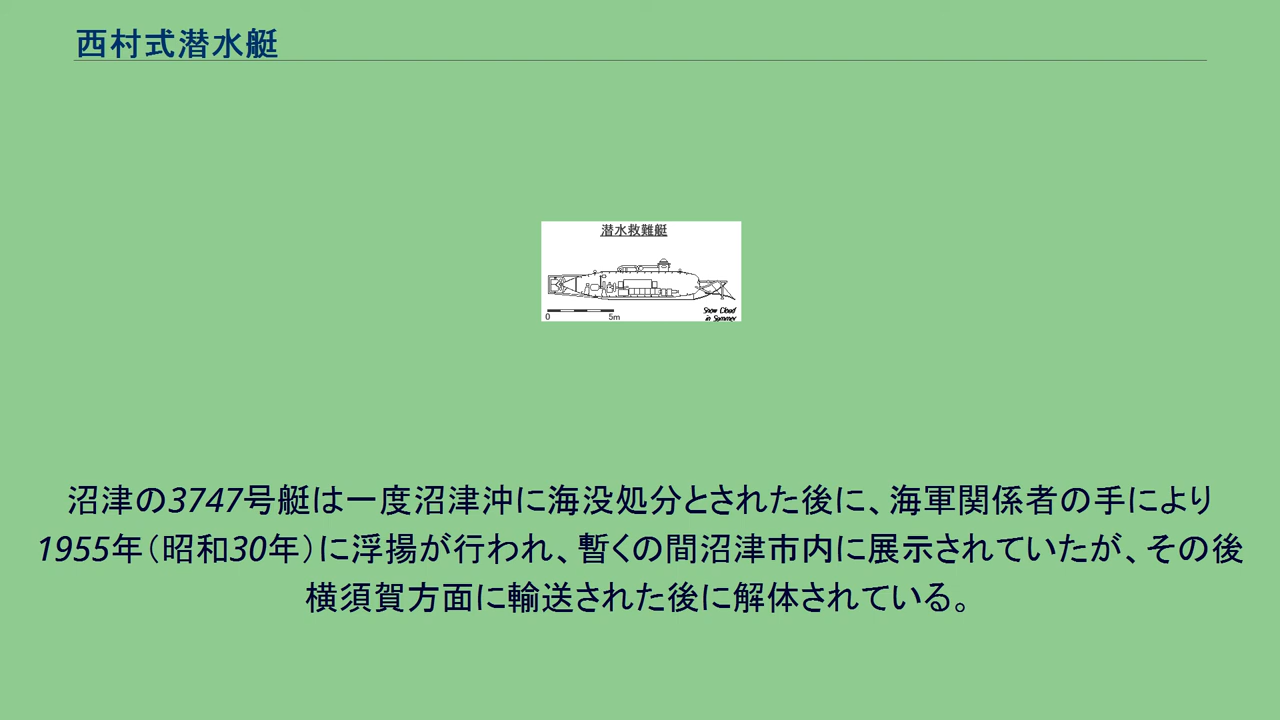 西村式潜水艇
潜水救難艇
0 5m
Snow Cloud
in Summer
沼津の3747号艇は一度沼津沖に海没処分とされた後に、海軍関係者の手により
1955年（昭和30年）に浮揚が行われ、暫くの間沼津市内に展示されていたが、その後
横須賀方面に輸送された後に解体されている。